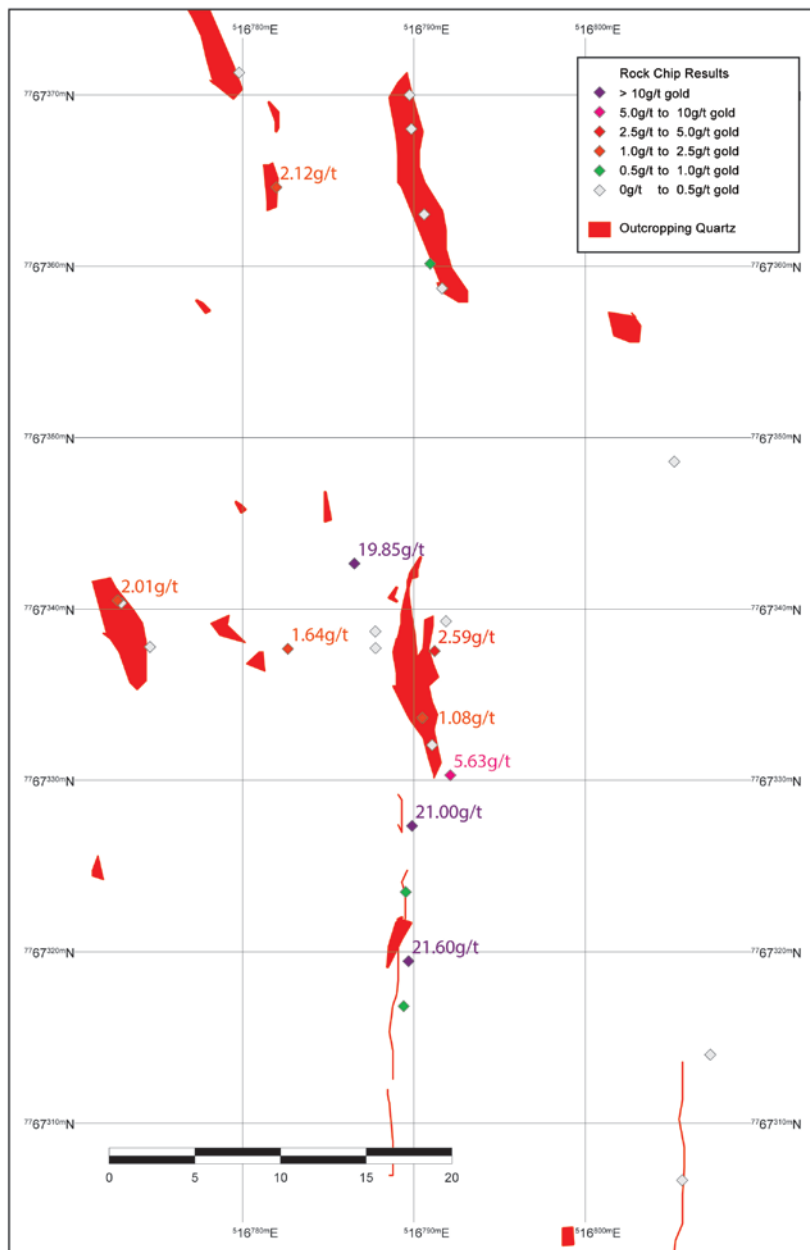 516780mE 516790mE 516800mE
Rock Chip Results
> 10g/t gold
5.0g/t to 10g/t gold
2.5g/t to 5.0g/t gold
1.0g/t to 2.5g/t gold
0.5g/t to 1.0g/t gold
0g/t to 0.5g/t gold
Outcropping Quartz
7767370mN
2.12g/t
7767360mN 7767360mN
7767360mN 7767350mN
19.85g/t
2.01g/t
7767340mN 7767340mN
1.64g/t 2.59g/t
1.08g/t
5.63g/t
7767330mN 7767330mN
21.00g/t
21.60g/t
7767320mN 7767320mN
7767310mN 7767310mN
0 5 10 15 20
516780mE 516790mE 516800mE